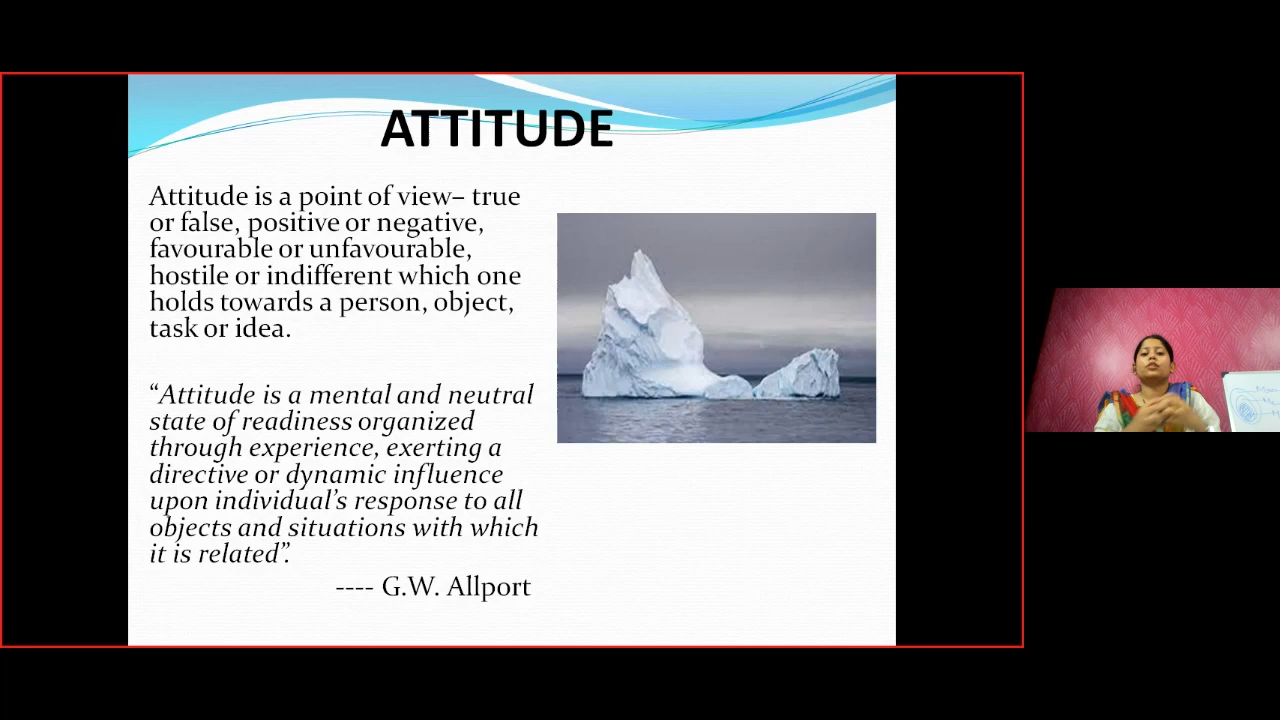 ATTITUDE
Attitude is a point of view– true
or false, positive or negative,
favourable or unfavourable,
hostile or indifferent which one
holds towards a person, object,
task or idea.
“Attitude is a mental and neutral
state of readiness organized
through experience, exerting a
directive or dynamic influence
upon individual’s response to all
objects and situations with which
it is related”.
---- G.W. Allport